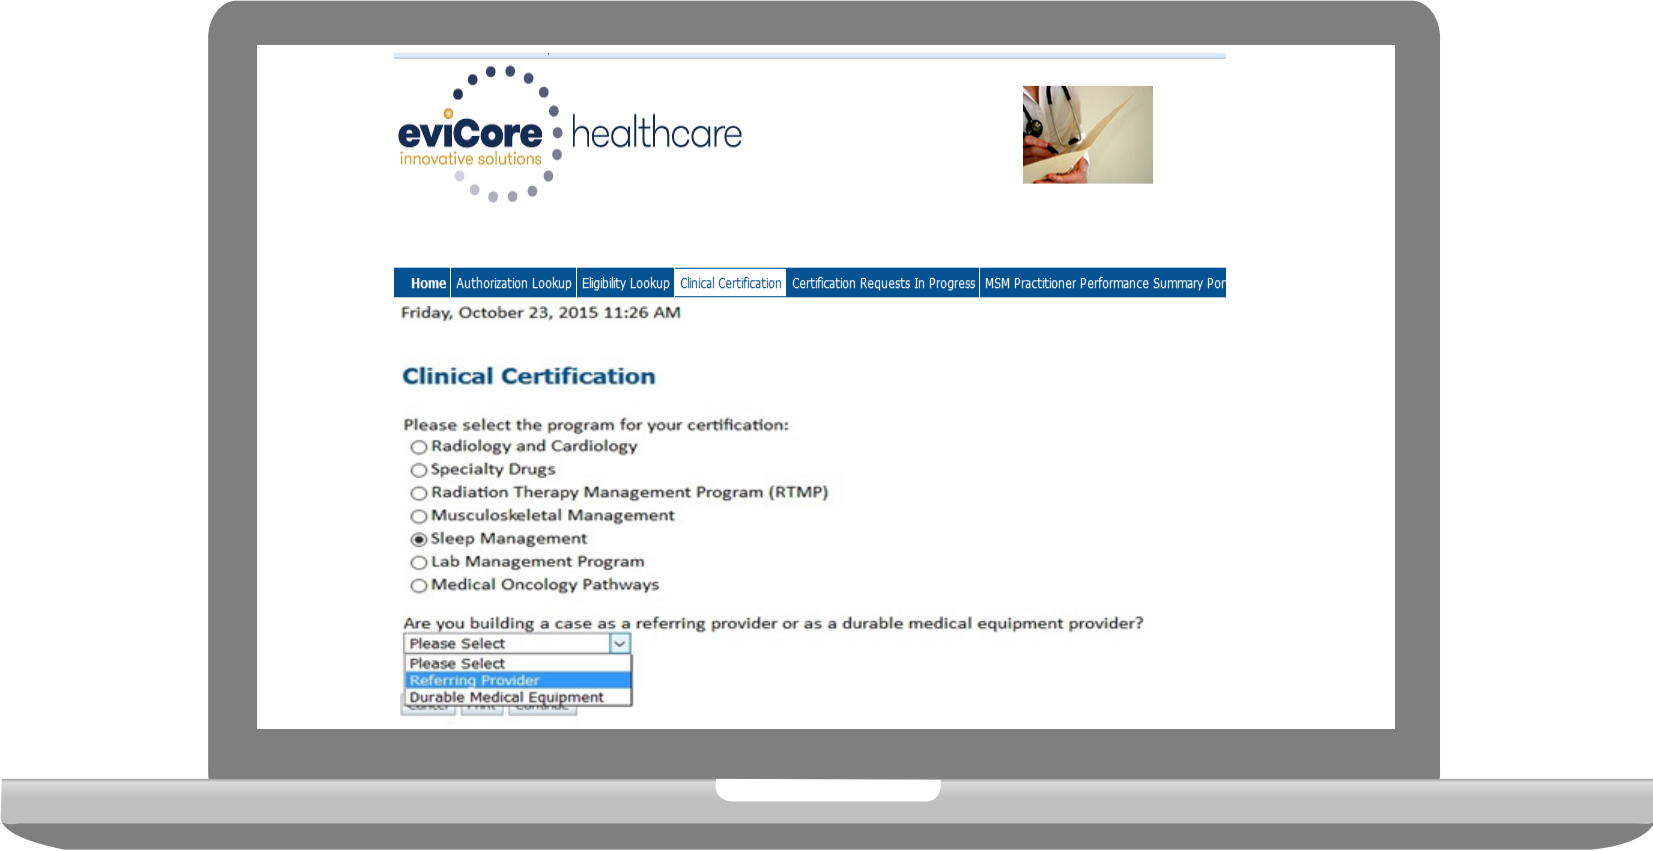 eviCore healthcare
innovative solutions
Home Authorization Lookup Eligibility Lookup Clinical Certification Certification Requests In Progress MSM Practitioner Performance Summary Por
Friday, October 23, 2015 11:26 AM
Clinical Certification
Please select the program for your certification:
Radiology and Cardiology
Specialty Drugs
Radiation Therapy Management Program (RTMP)
Musculoskeletal Management
Sleep Management
Lab Management Program
Medical Oncology Pathways
Are you building a case as a referring provider or as a durable medical equipment provider?
Please Select
Please Select
Referring Provider
Durable Medical Equipment